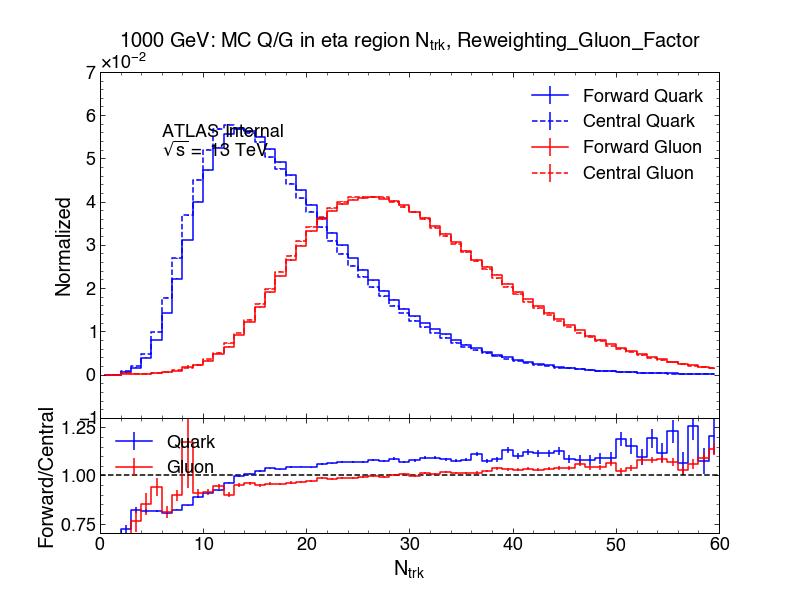 1000 GeV: MC Q/G in eta region N_trk, Reweighting_Gluon_Factor
×10⁻²
7
6
5
4
3
2
1
0
−1
Normalized
ATLAS Internal
√s = 13 TeV
Forward Quark
Central Quark
Forward Gluon
Central Gluon
1.25
1.00
0.75
Forward/Central
Quark
Gluon
0 10 20 30 40 50 60
N_trk